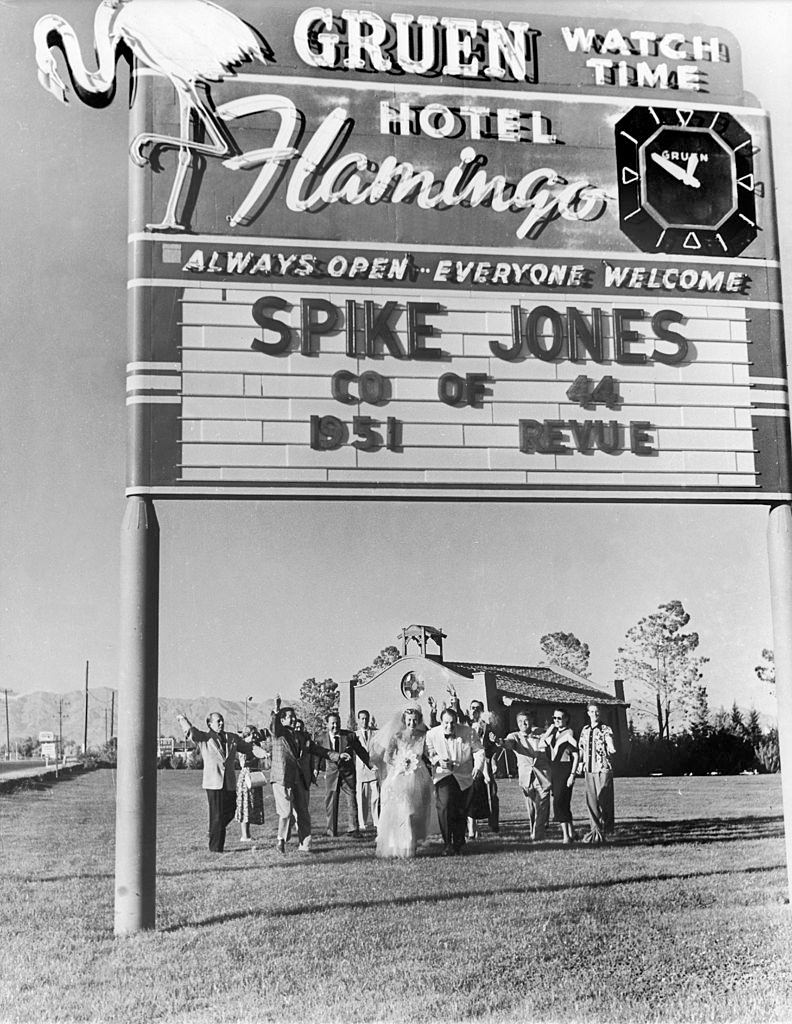 GRUEN WATCH TIME
HOTEL
Flamingo
GRUEN
ALWAYS OPEN·· EVERYONE WELCOME
SPIKE JONES
CO OF 44
1951 REVUE